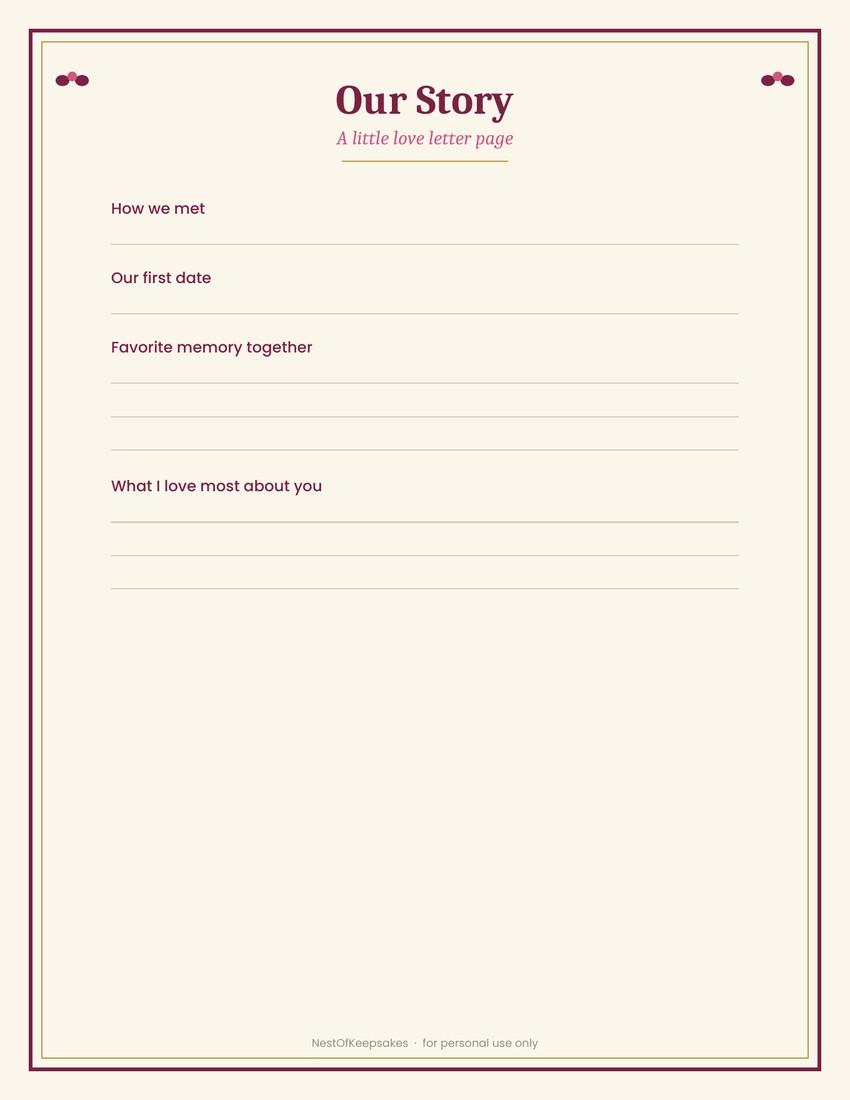 Our Story
A little love letter page
How we met
Our first date
Favorite memory together
What I love most about you
NestOfKeepsakes · for personal use only